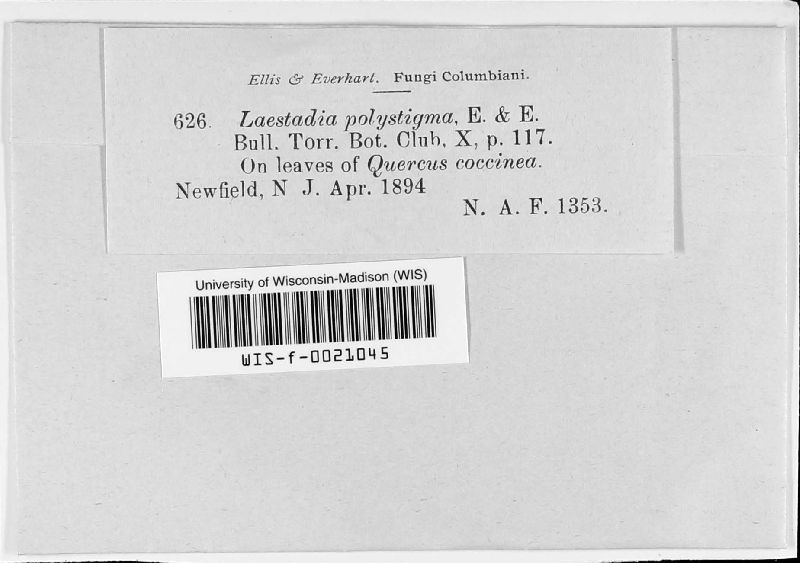 Ellis & Everhart. Fungi Columbiani.
626. Laestadia polystigma, E. & E.
Bull. Torr. Bot. Club, X, p. 117.
On leaves of Quercus coccinea.
Newfield, N J. Apr. 1894
N. A. F. 1353.
University of Wisconsin-Madison (WIS)
WIS-f-0021045